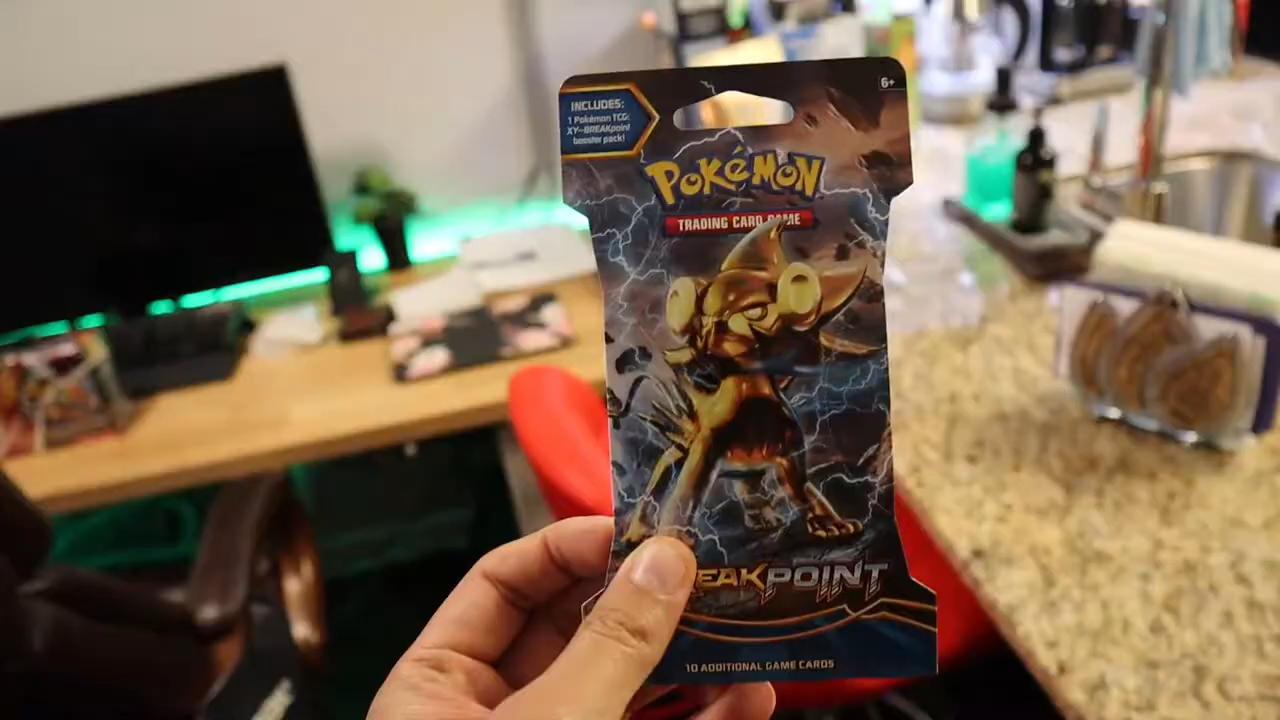 INCLUDES:
1 Pokémon TCG:
XY–BREAKpoint
booster pack!
6+
POKéMON
TRADING CARD GAME
EAKPOINT
10 ADDITIONAL GAME CARDS